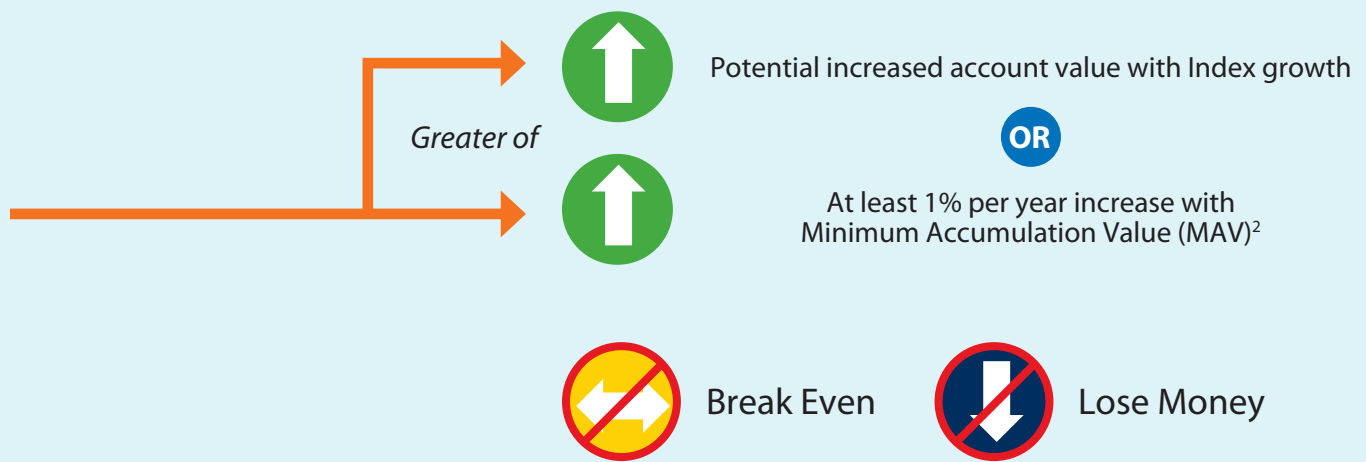 Potential increased account value with Index growth
Greater of
OR
At least 1% per year increase with
Minimum Accumulation Value (MAV)²
Break Even
Lose Money